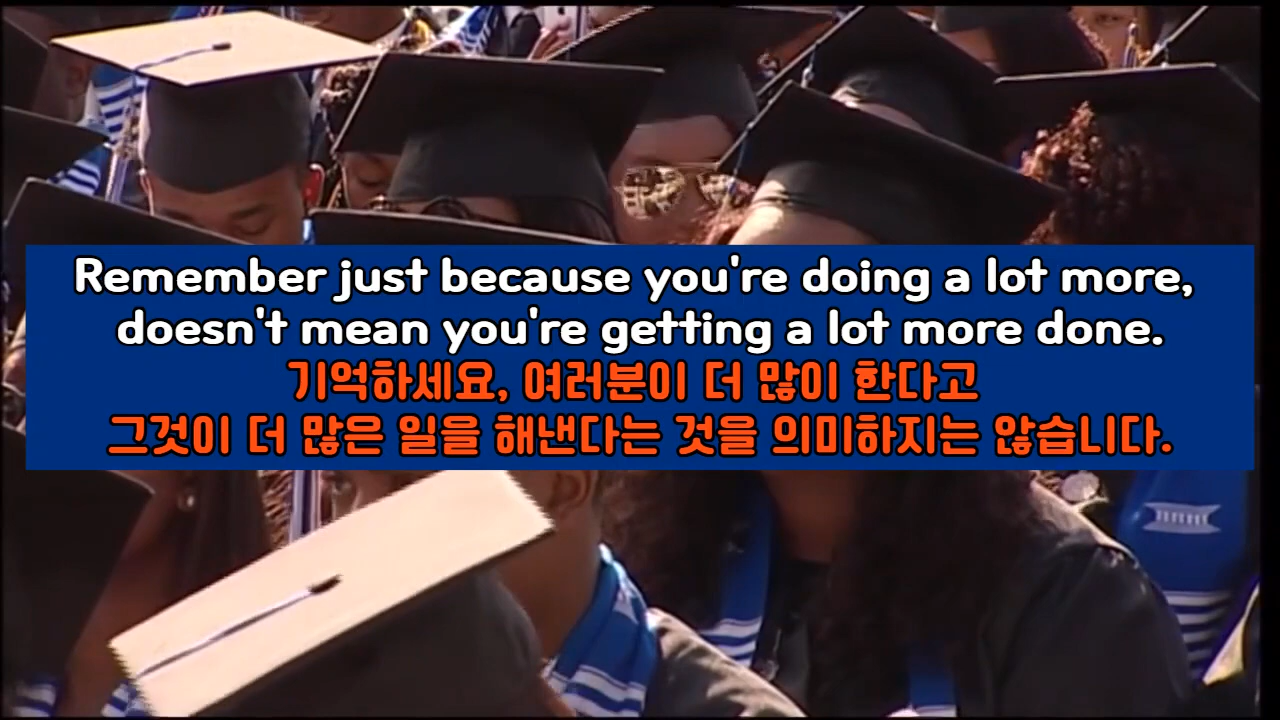 Remember just because you're doing a lot more,
doesn't mean you're getting a lot more done.
기억하세요, 여러분이 더 많이 한다고
그것이 더 많은 일을 해낸다는 것을 의미하지는 않습니다.